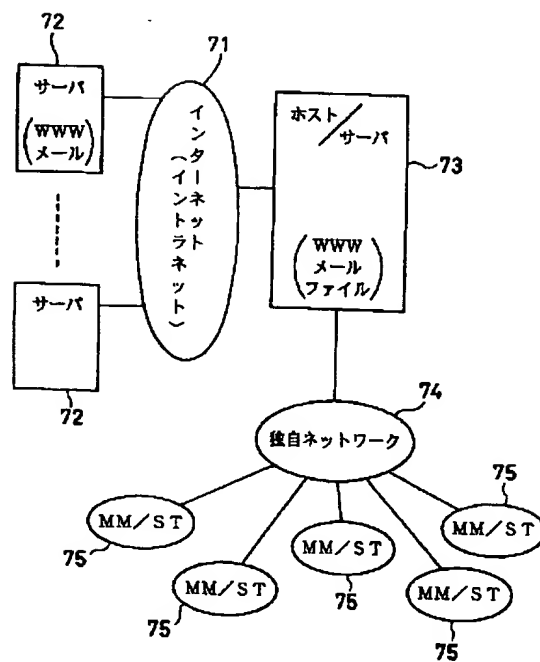 72
71
サーバ
(WWW
メール)
サーバ
72
インターネット
(イントラネット)
ホスト/サーバ
73
(WWW
メール
ファイル)
74
独自ネットワーク
MM/ST
75
MM/ST
75
MM/ST
75
MM/ST
75
75
MM/ST